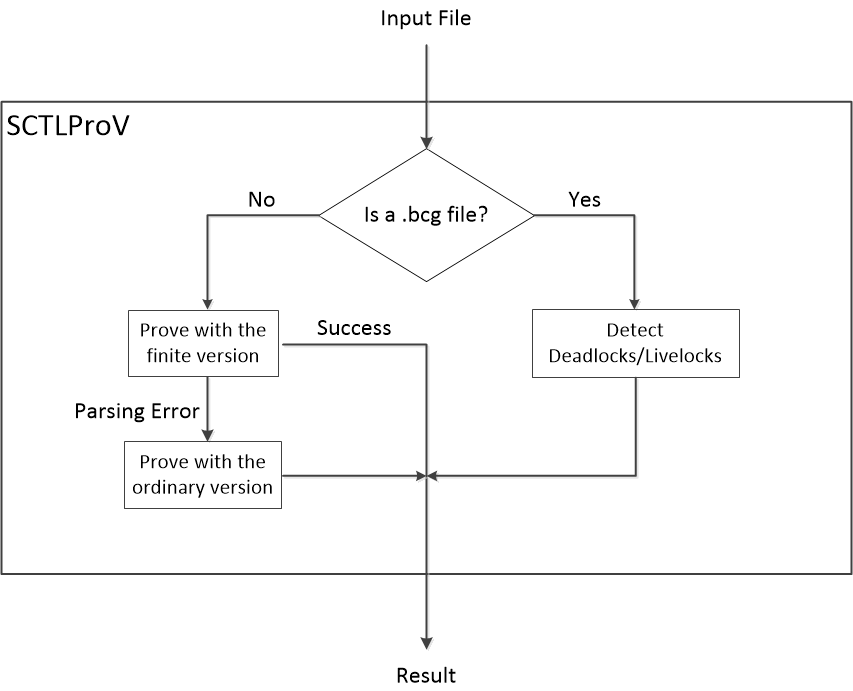 Input File
SCTLProV
Is a .bcg file?
No
Yes
Prove with the
finite version
Success
Detect
Deadlocks/Livelocks
Parsing Error
Prove with the
ordinary version
Result